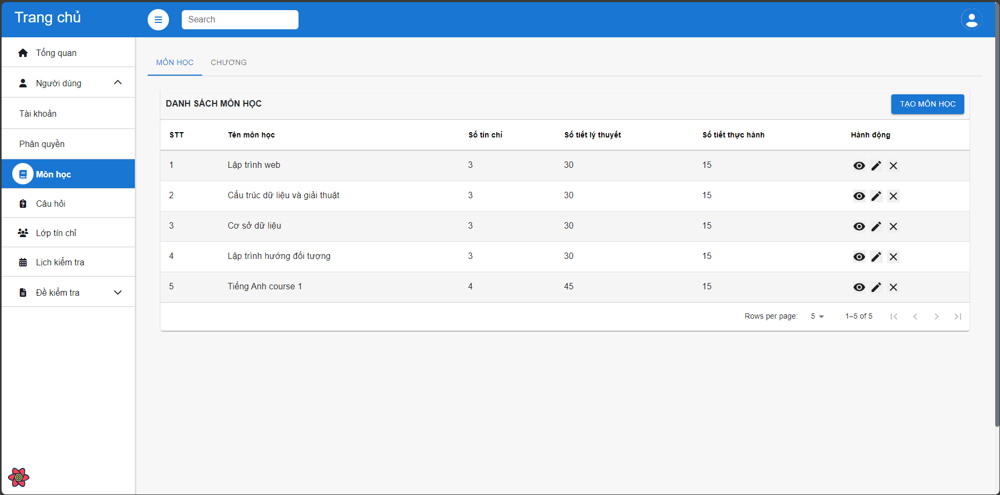 Trang chủ
Search
Tổng quan
Người dùng
Tài khoản
Phân quyền
Môn học
Câu hỏi
Lớp tín chỉ
Lịch kiểm tra
Đề kiểm tra
MÔN HỌC CHƯƠNG
DANH SÁCH MÔN HỌC TẠO MÔN HỌC
STT Tên môn học Số tín chỉ Số tiết lý thuyết Số tiết thực hành Hành động
1 Lập trình web 3 30 15
2 Cấu trúc dữ liệu và giải thuật 3 30 15
3 Cơ sở dữ liệu 3 30 15
4 Lập trình hướng đối tượng 3 30 15
5 Tiếng Anh course 1 4 45 15
Rows per page: 5 1–5 of 5